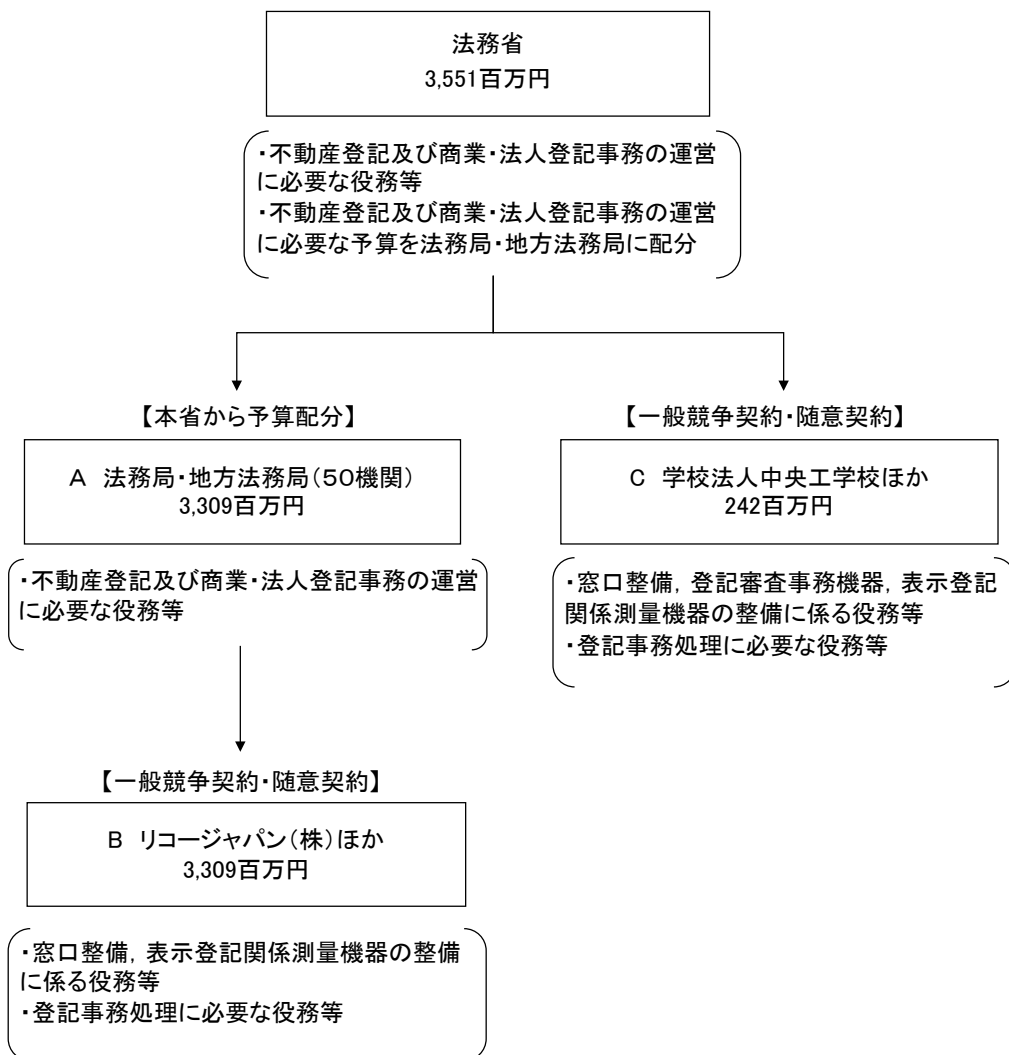 法務省
3,551百万円
・不動産登記及び商業・法人登記事務の運営
に必要な役務等
・不動産登記及び商業・法人登記事務の運営
に必要な予算を法務局・地方法務局に配分
【本省から予算配分】
A 法務局・地方法務局(50機関)
3,309百万円
・不動産登記及び商業・法人登記事務の運営
に必要な役務等
【一般競争契約・随意契約】
C 学校法人中央工学校ほか
242百万円
・窓口整備, 登記審査事務機器, 表示登記
関係測量機器の整備に係る役務等
・登記事務処理に必要な役務等
【一般競争契約・随意契約】
B リコージャパン(株)ほか
3,309百万円
・窓口整備, 表示登記関係測量機器の整備
に係る役務等
・登記事務処理に必要な役務等